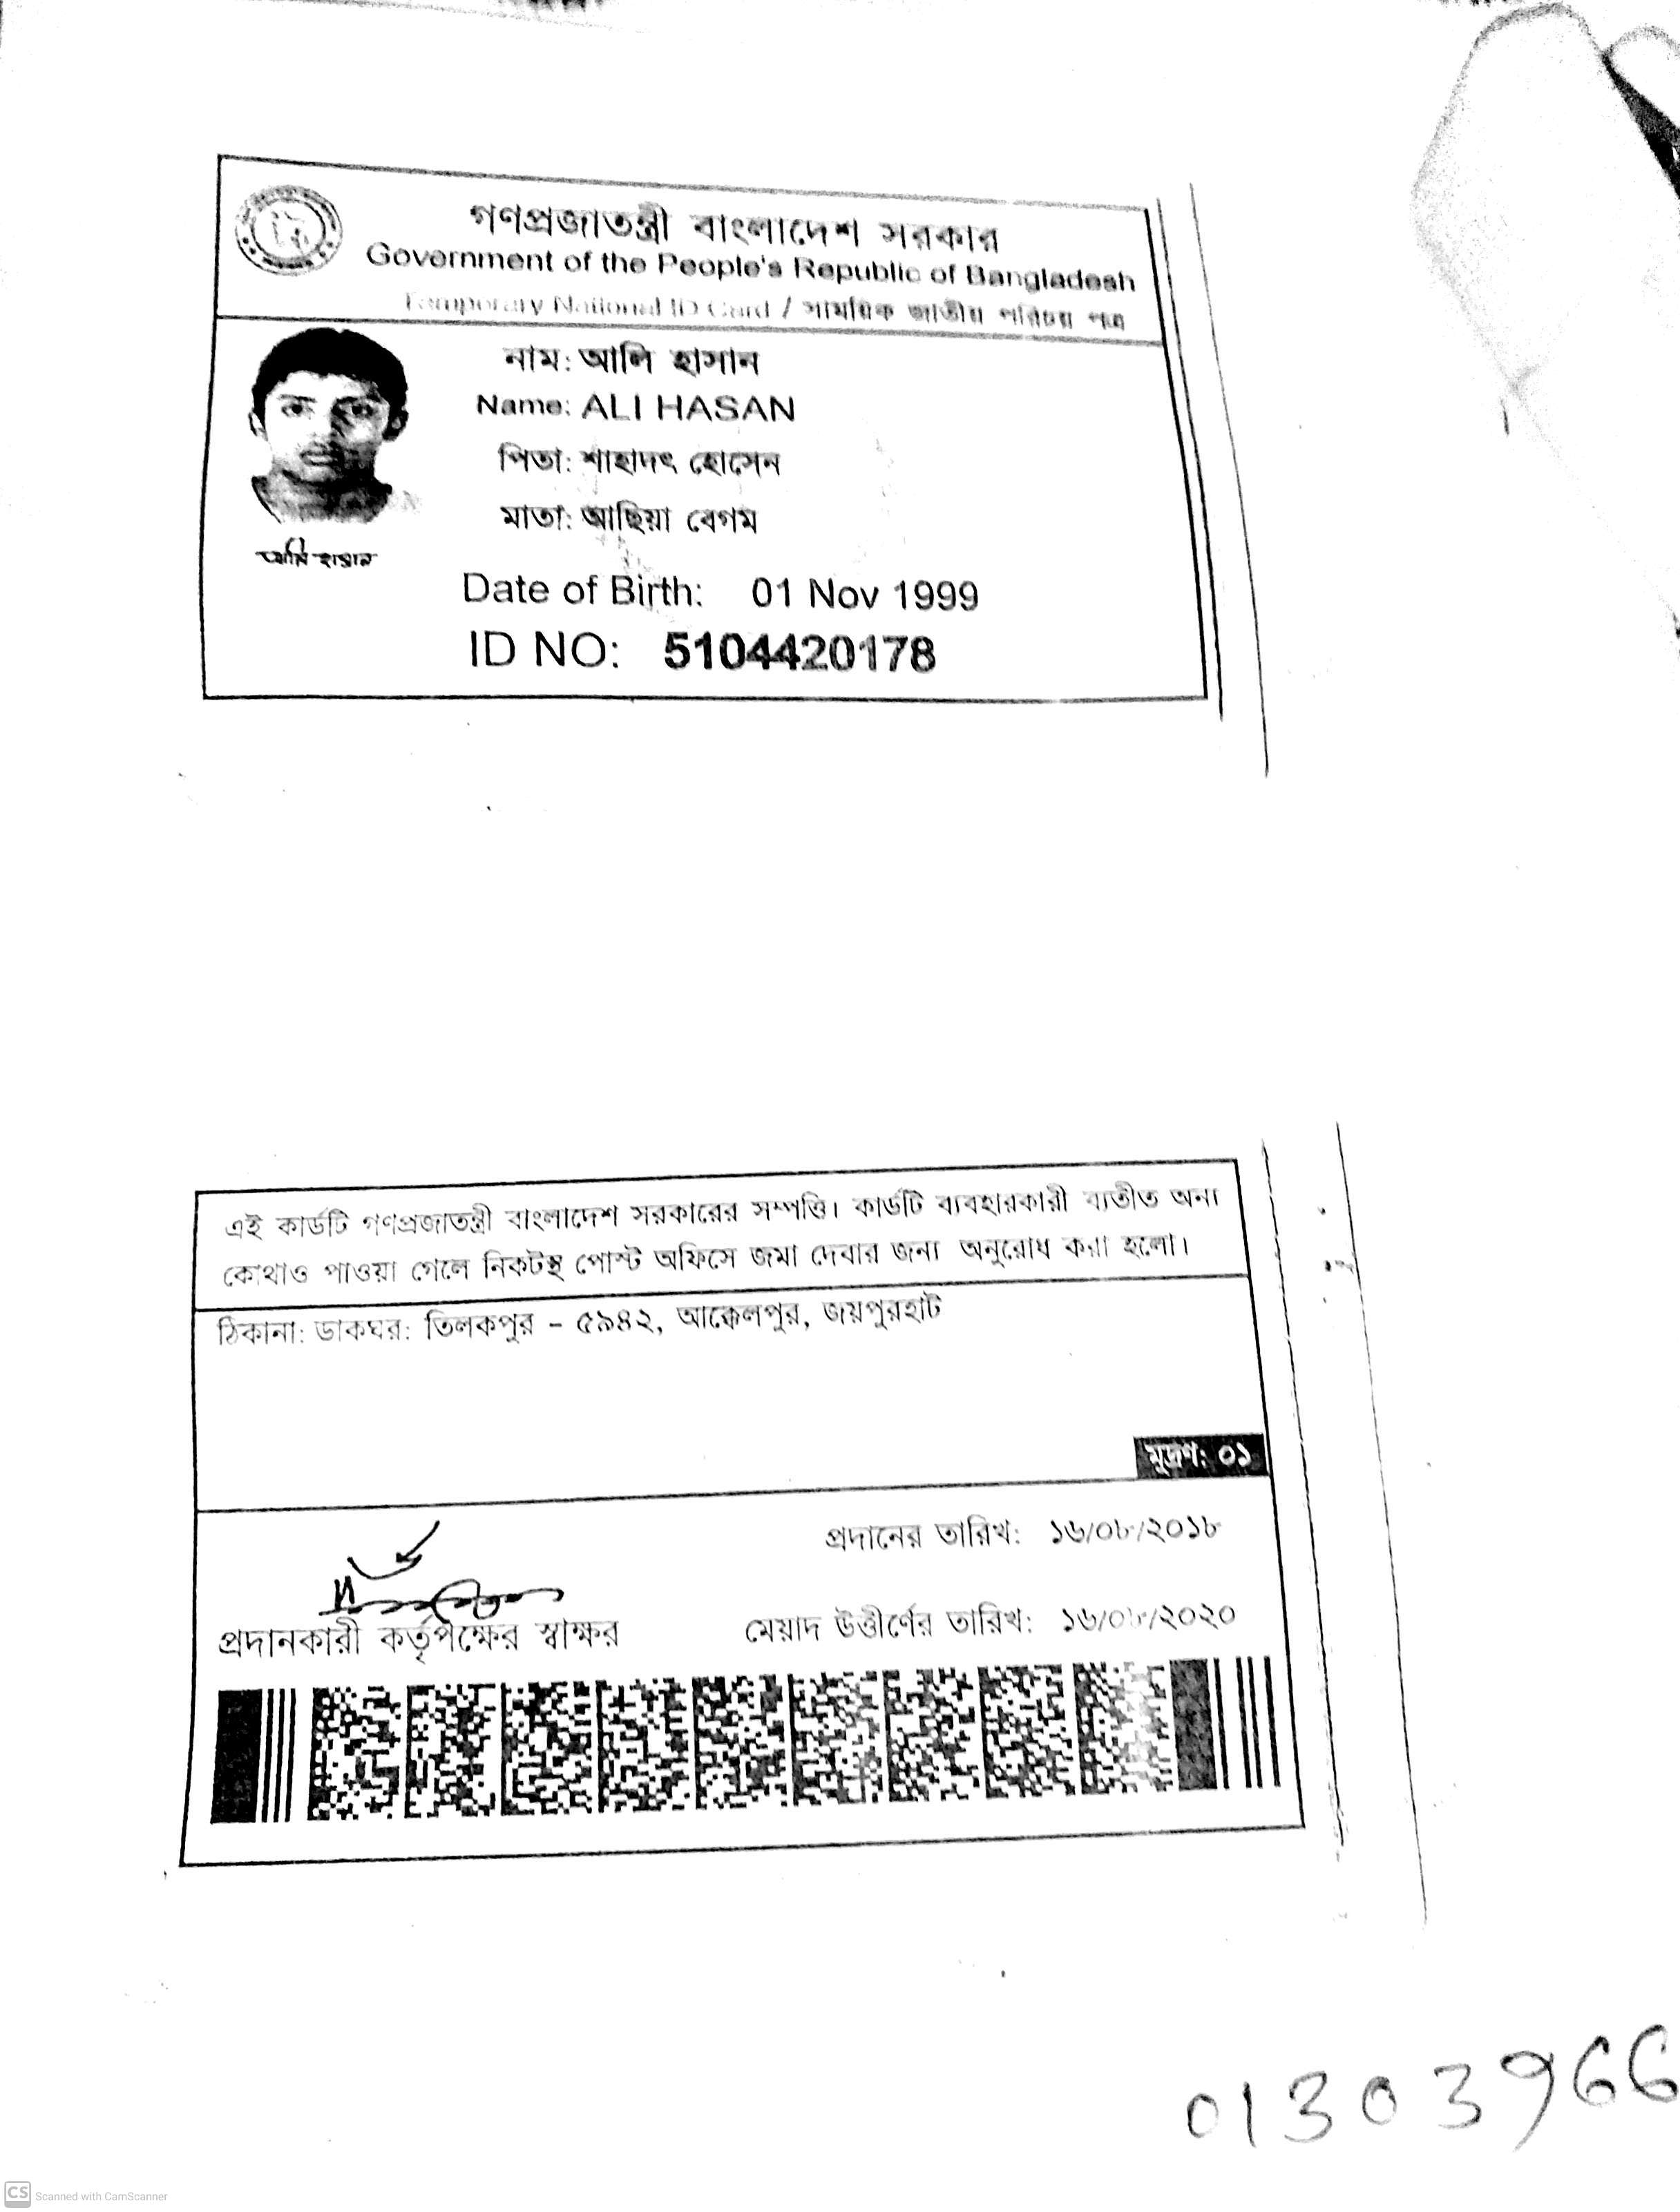 গণপ্রজাতন্ত্রী বাংলাদেশ সরকার
Government of the People's Republic of Bangladesh
Temporary National ID Card / সাময়িক জাতীয় পরিচয় পত্র
নাম: আলি হাসান
Name: ALI HASAN
পিতা: শাহাদৎ হোসেন
মাতা: আছিয়া বেগম
আলি হাসান
Date of Birth: 01 Nov 1999
ID NO: 5104420178
এই কার্ডটি গণপ্রজাতন্ত্রী বাংলাদেশ সরকারের সম্পত্তি। কার্ডটি ব্যবহারকারী ব্যতীত অন্য
কোথাও পাওয়া গেলে নিকটস্থ পোস্ট অফিসে জমা দেবার জন্য অনুরোধ করা হলো।
ঠিকানা: ডাকঘর: তিলকপুর - ৫৯৪২, আক্কেলপুর, জয়পুরহাট
মুদ্রণ: ০১
প্রদানের তারিখ: ১৬/০৮/২০১৮
প্রদানকারী কর্তৃপক্ষের স্বাক্ষর
মেয়াদ উত্তীর্ণের তারিখ: ১৬/০৮/২০২০
01303966
CS Scanned with CamScanner